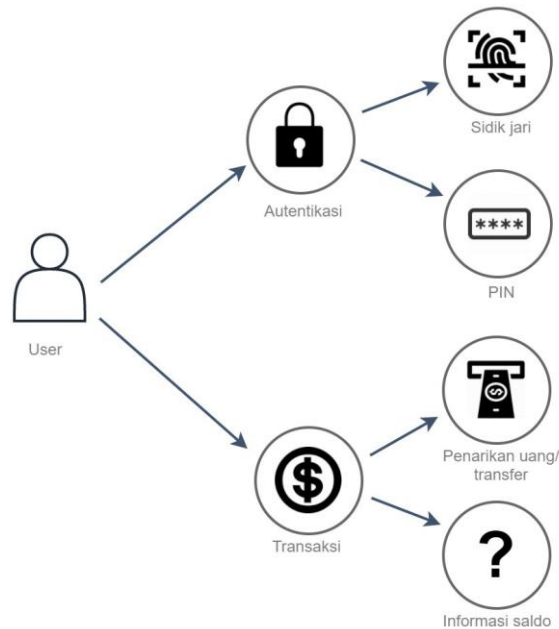 Sidik jari
Autentikasi
****
PIN
User
Penarikan uang/
transfer
$
Transaksi
?
Informasi saldo